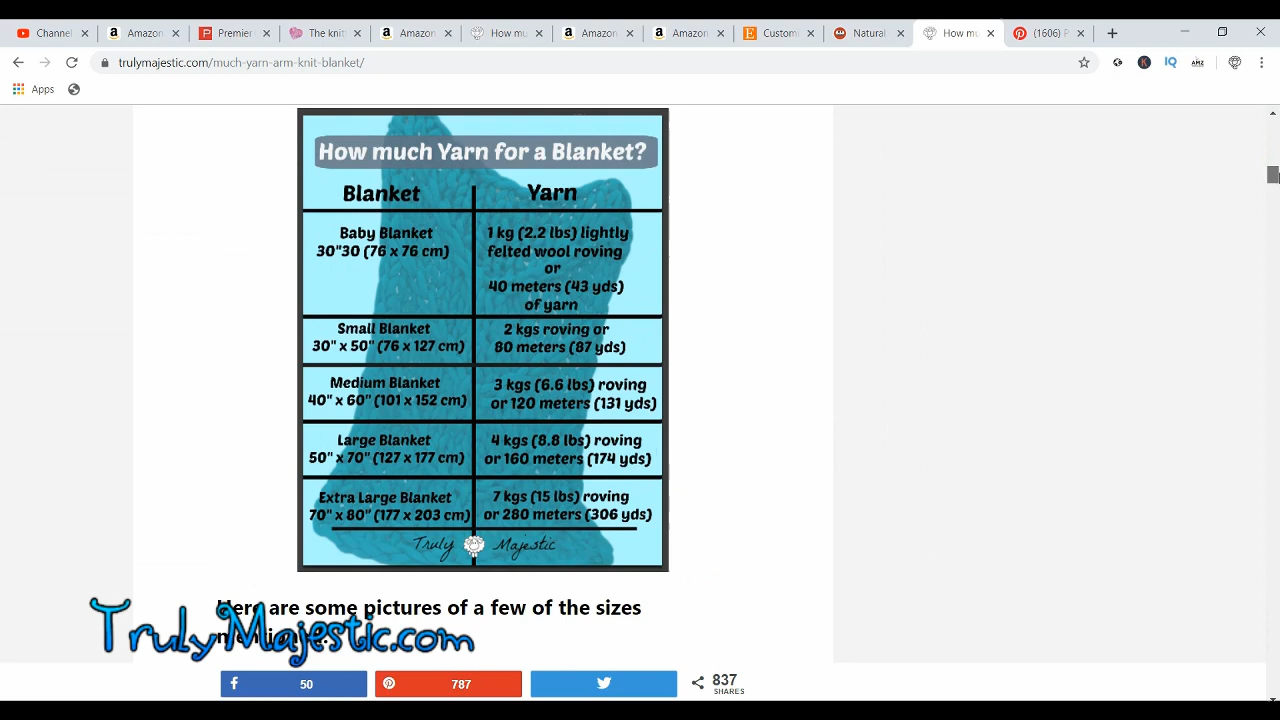 Channel
Amazon
Premier
The knit
Amazon
How mu
Amazon
Amazon
Customi
Natural
How mu
(1606) P
trulymajestic.com/much-yarn-arm-knit-blanket/
K
IQ
AMZ
Apps
How much Yarn for a Blanket?
Blanket
Yarn
Baby Blanket
30"30 (76 x 76 cm)
1 kg (2.2 lbs) lightly
felted wool roving
or
40 meters (43 yds)
of yarn
Small Blanket
30" x 50" (76 x 127 cm)
2 kgs roving or
80 meters (87 yds)
Medium Blanket
40" x 60" (101 x 152 cm)
3 kgs (6.6 lbs) roving
or 120 meters (131 yds)
Large Blanket
50" x 70" (127 x 177 cm)
4 kgs (8.8 lbs) roving
or 160 meters (174 yds)
Extra Large Blanket
70" x 80" (177 x 203 cm)
7 kgs (15 lbs) roving
or 280 meters (306 yds)
Truly Majestic
Here are some pictures of a few of the sizes
TrulyMajestic.com
50
787
837
SHARES